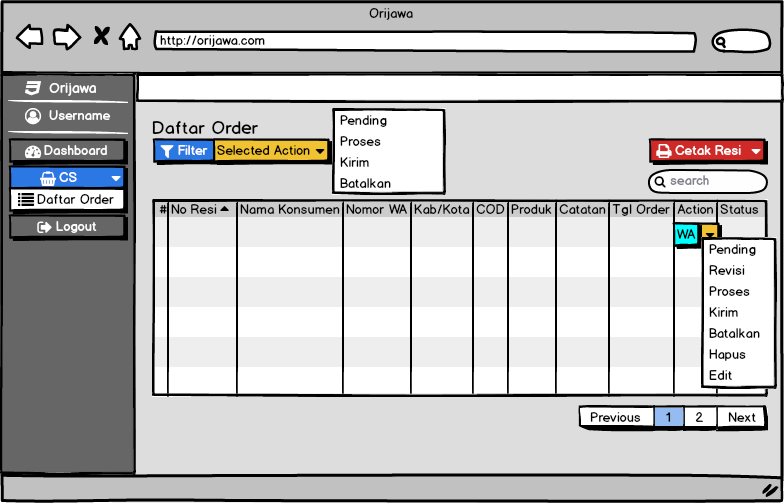 Orijawa
http://orijawa.com
Orijawa
Username
Dashboard
CS
Daftar Order
Logout
Daftar Order
Filter
Selected Action
Pending
Proses
Kirim
Batalkan
Cetak Resi
search
# No Resi Nama Konsumen Nomor WA Kab/Kota COD Produk Catatan Tgl Order Action Status
WA
Pending
Revisi
Proses
Kirim
Batalkan
Hapus
Edit
Previous 1 2 Next